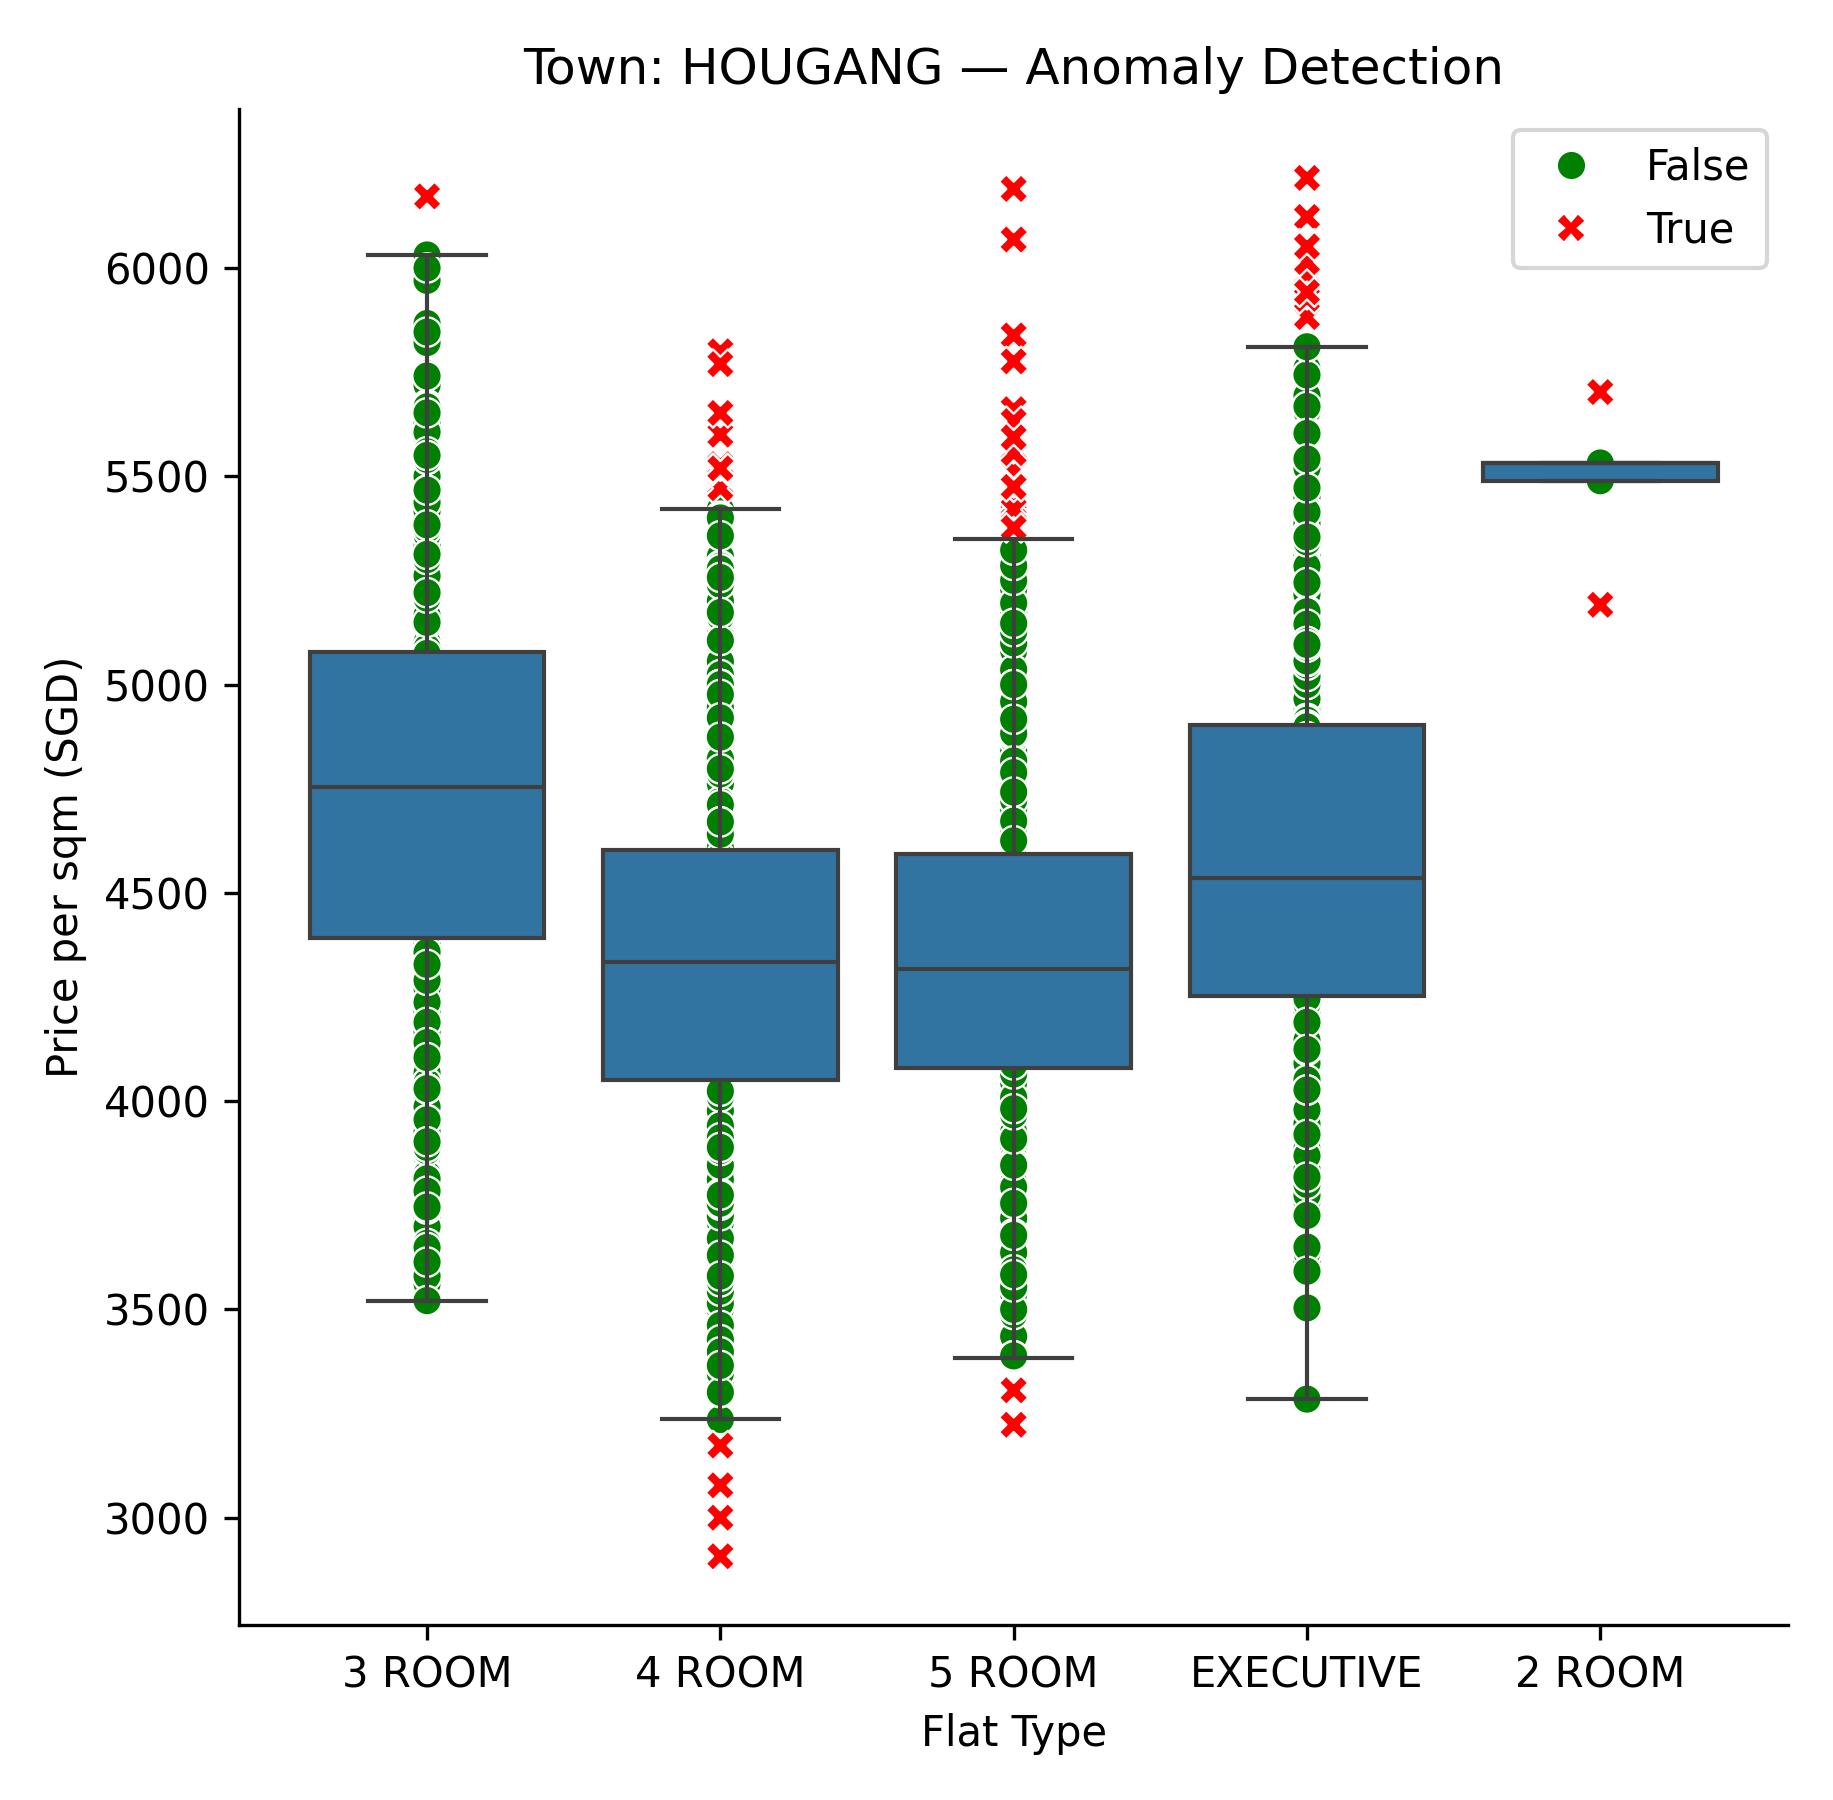 Town: HOUGANG — Anomaly Detection
False
True
Price per sqm (SGD)
6000
5500
5000
4500
4000
3500
3000
3 ROOM
4 ROOM
5 ROOM
EXECUTIVE
2 ROOM
Flat Type